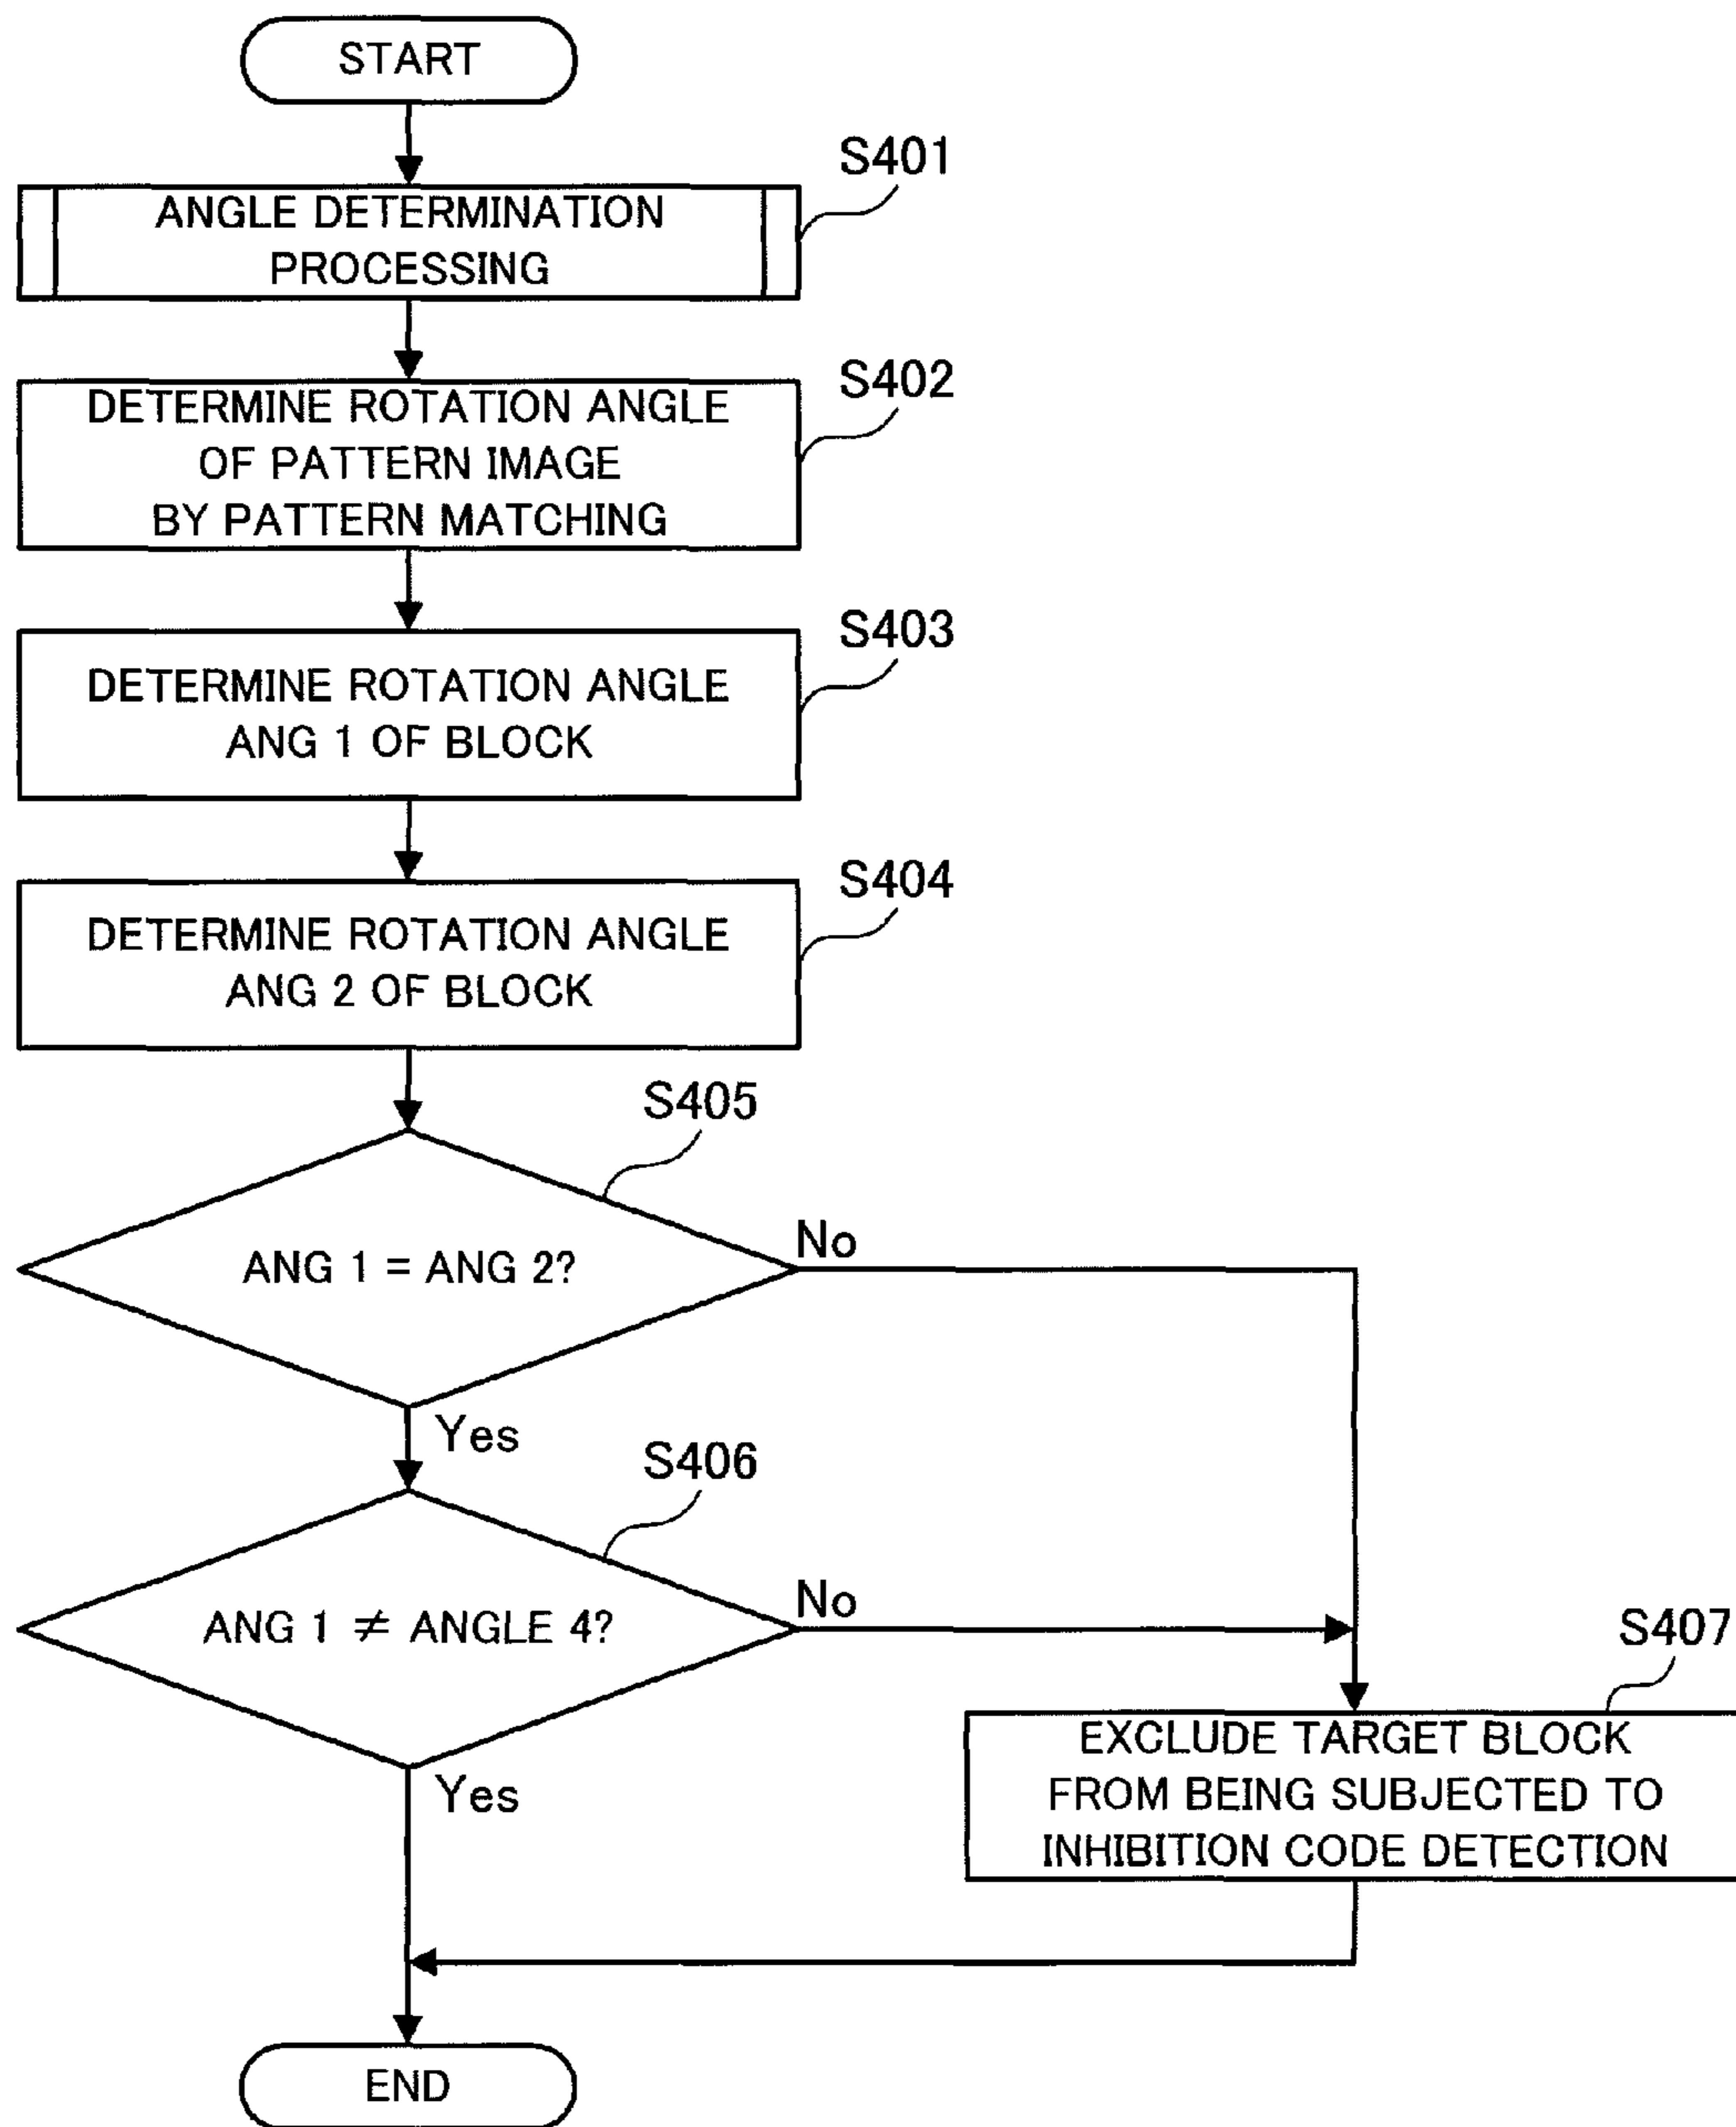 START
S401
ANGLE DETERMINATION
PROCESSING
S402
DETERMINE ROTATION ANGLE
OF PATTERN IMAGE
BY PATTERN MATCHING
S403
DETERMINE ROTATION ANGLE
ANG 1 OF BLOCK
S404
DETERMINE ROTATION ANGLE
ANG 2 OF BLOCK
S405
ANG 1 = ANG 2?
No
Yes
S406
ANG 1 ≠ ANGLE 4?
No
Yes
S407
EXCLUDE TARGET BLOCK
FROM BEING SUBJECTED TO
INHIBITION CODE DETECTION
END